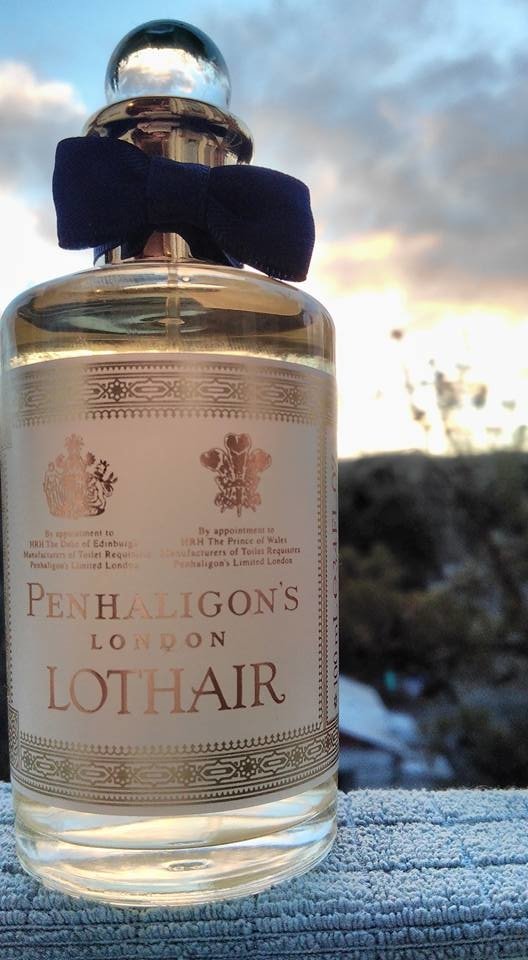 By appointment to
HRH The Duke of Edinburgh
Manufacturers of Toilet Requisites
Penhaligon's Limited London
By appointment to
HRH The Prince of Wales
Manufacturers of Toilet Requisites
Penhaligon's Limited London
PENHALIGON'S
LONDON
LOTHAIR